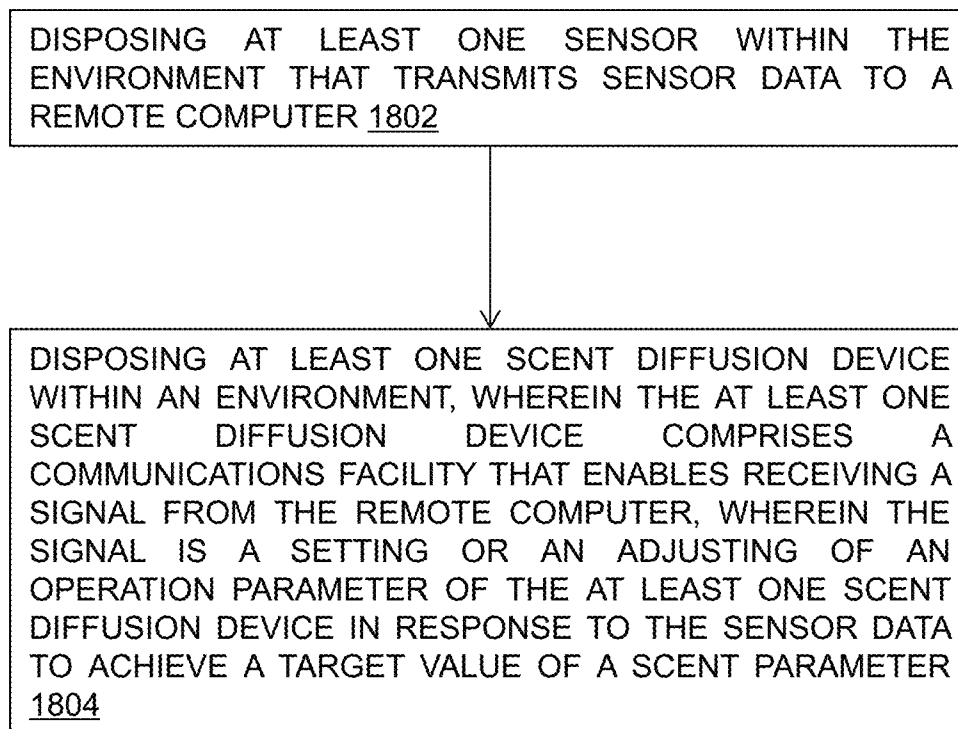 DISPOSING AT LEAST ONE SENSOR WITHIN THE
ENVIRONMENT THAT TRANSMITS SENSOR DATA TO A
REMOTE COMPUTER 1802
DISPOSING AT LEAST ONE SCENT DIFFUSION DEVICE
WITHIN AN ENVIRONMENT, WHEREIN THE AT LEAST ONE
SCENT DIFFUSION DEVICE COMPRISES A
COMMUNICATIONS FACILITY THAT ENABLES RECEIVING A
SIGNAL FROM THE REMOTE COMPUTER, WHEREIN THE
SIGNAL IS A SETTING OR AN ADJUSTING OF AN
OPERATION PARAMETER OF THE AT LEAST ONE SCENT
DIFFUSION DEVICE IN RESPONSE TO THE SENSOR DATA
TO ACHIEVE A TARGET VALUE OF A SCENT PARAMETER
1804